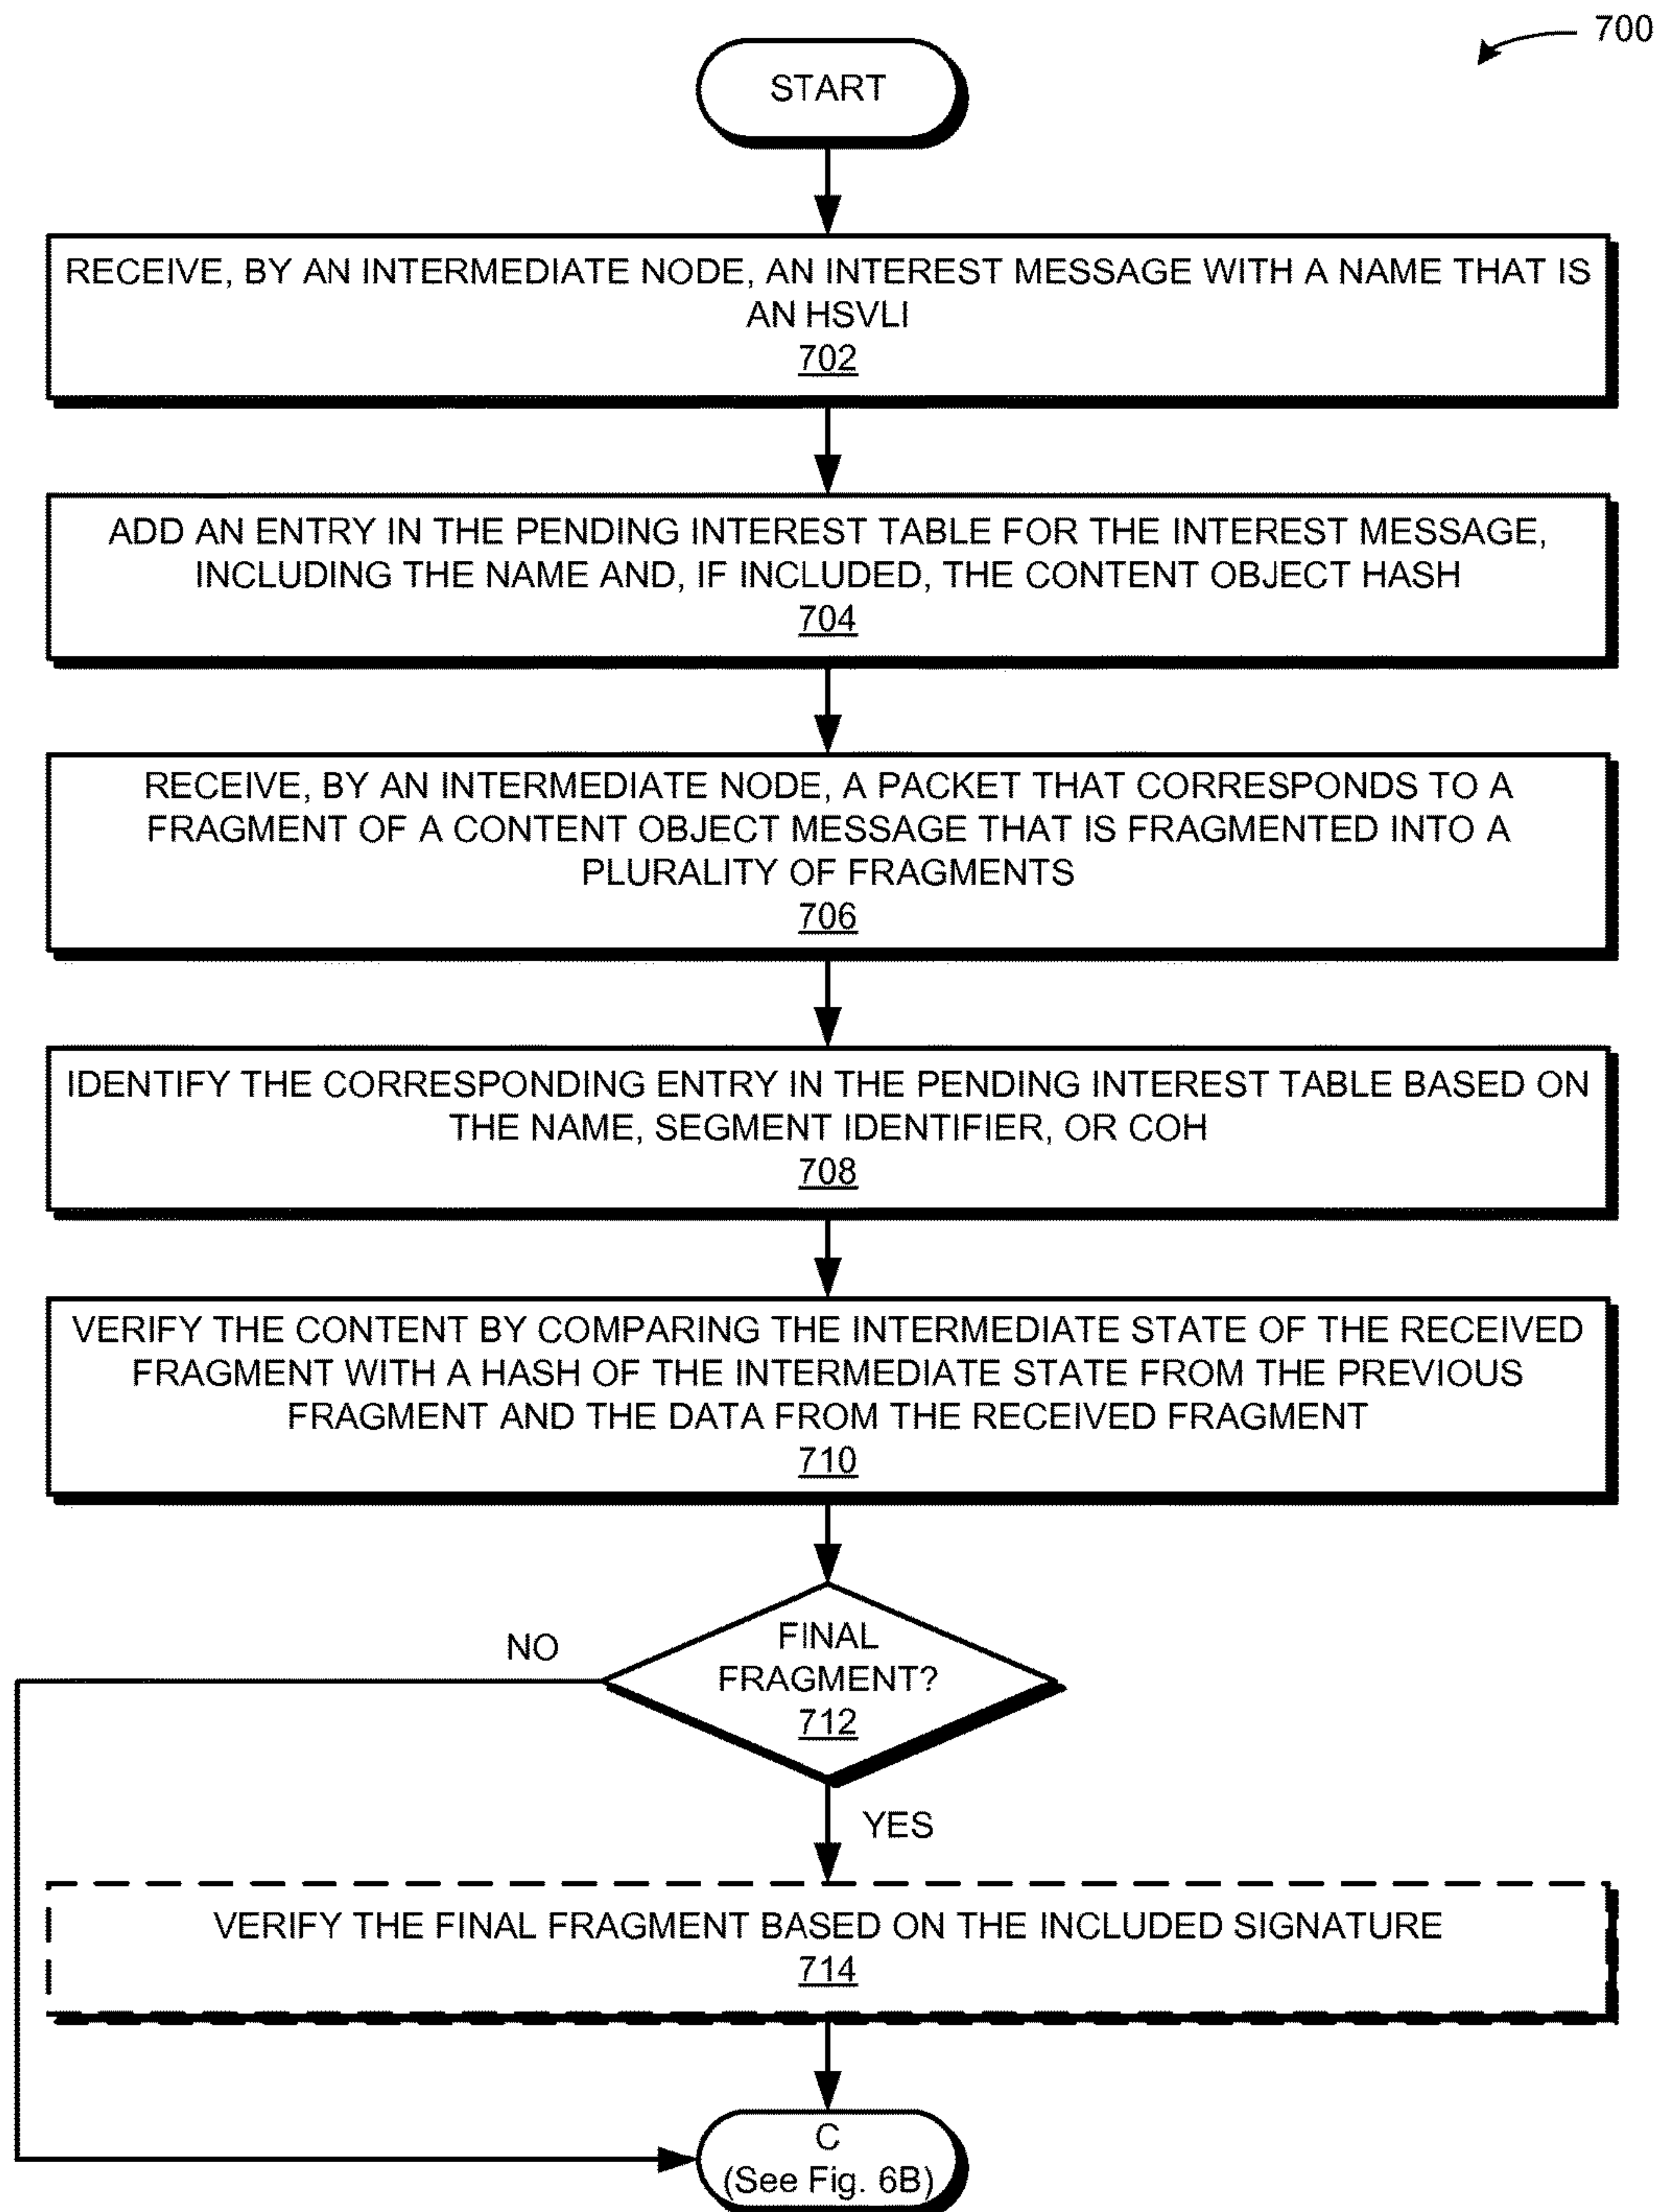 700
START
RECEIVE, BY AN INTERMEDIATE NODE, AN INTEREST MESSAGE WITH A NAME THAT IS
AN HSVLI
702
ADD AN ENTRY IN THE PENDING INTEREST TABLE FOR THE INTEREST MESSAGE,
INCLUDING THE NAME AND, IF INCLUDED, THE CONTENT OBJECT HASH
704
RECEIVE, BY AN INTERMEDIATE NODE, A PACKET THAT CORRESPONDS TO A
FRAGMENT OF A CONTENT OBJECT MESSAGE THAT IS FRAGMENTED INTO A
PLURALITY OF FRAGMENTS
706
IDENTIFY THE CORRESPONDING ENTRY IN THE PENDING INTEREST TABLE BASED ON
THE NAME, SEGMENT IDENTIFIER, OR COH
708
VERIFY THE CONTENT BY COMPARING THE INTERMEDIATE STATE OF THE RECEIVED
FRAGMENT WITH A HASH OF THE INTERMEDIATE STATE FROM THE PREVIOUS
FRAGMENT AND THE DATA FROM THE RECEIVED FRAGMENT
710
FINAL
FRAGMENT?
712
NO
YES
VERIFY THE FINAL FRAGMENT BASED ON THE INCLUDED SIGNATURE
714
C
(See Fig. 6B)